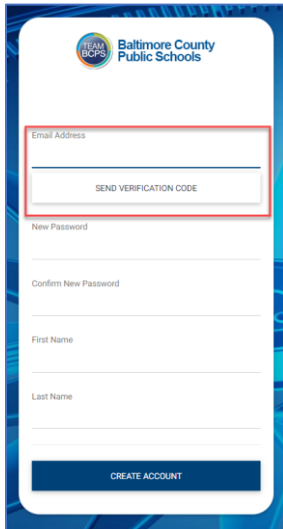 TEAM
BCPS
Baltimore County
Public Schools
Email Address
SEND VERIFICATION CODE
New Password
Confirm New Password
First Name
Last Name
CREATE ACCOUNT